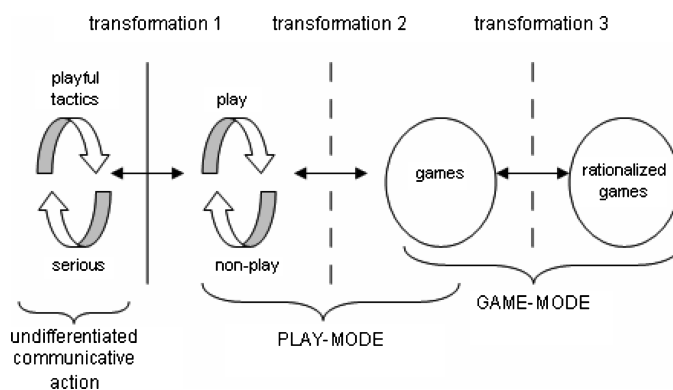 transformation 1 transformation 2 transformation 3
playful
tactics
play
games
rationalized
games
serious
non-play
GAME-MODE
undifferentiated
communicative
action
PLAY-MODE